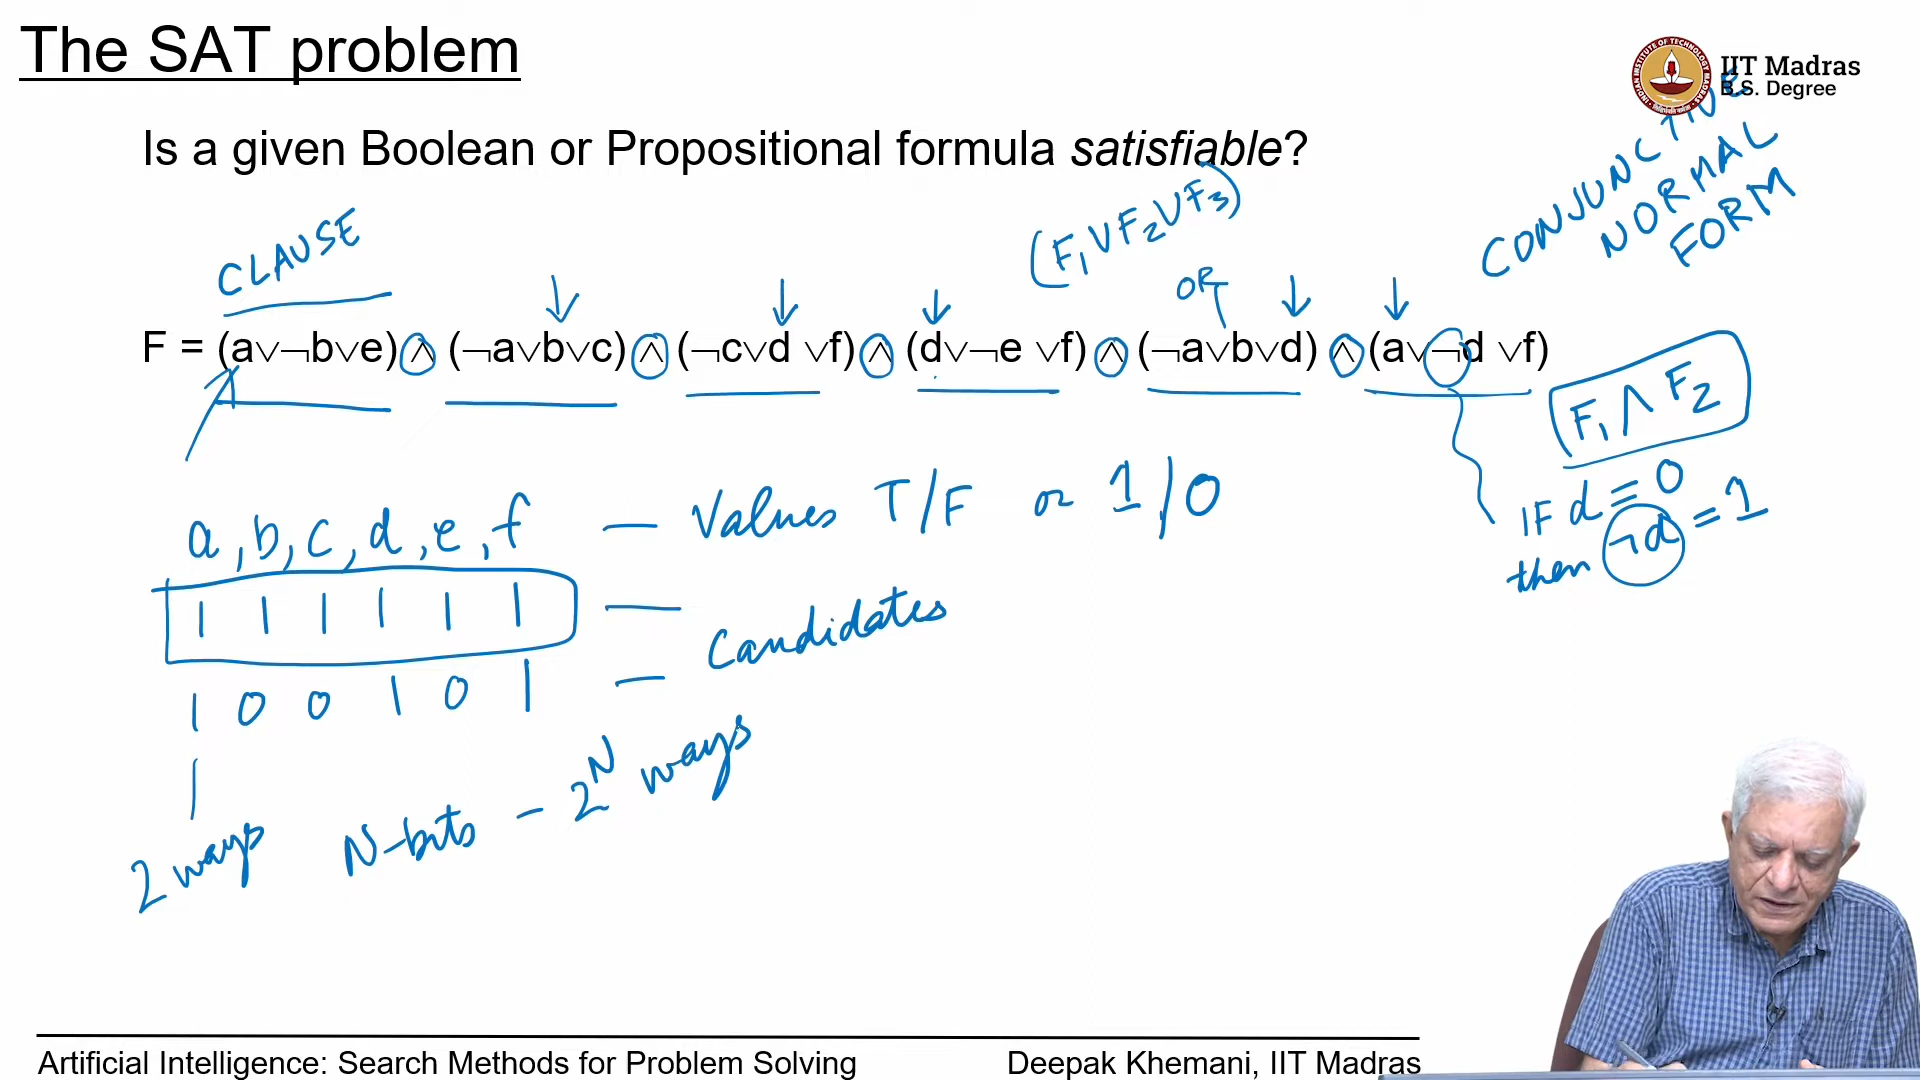 The SAT problem
IIT Madras
B.S. Degree
Is a given Boolean or Propositional formula satisfiable?
CONJUNCTIVE
NORMAL
FORM
CLAUSE
(F₁∨F₂∨F₃)
OR
F = (a∨¬b∨e) ∧ (¬a∨b∨c) ∧ (¬c∨d ∨f) ∧ (d∨¬e ∨f) ∧ (¬a∨b∨d) ∧ (a∨¬d ∨f)
F₁ ∧ F₂
IF d = 0
then ¬d = 1
a, b, c, d, e, f — Values T/F or 1/0
1 1 1 1 1 1 —
Candidates
1 0 0 1 0 1 —
2 ways N-bits – 2ᴺ ways
Artificial Intelligence: Search Methods for Problem Solving
Deepak Khemani, IIT Madras